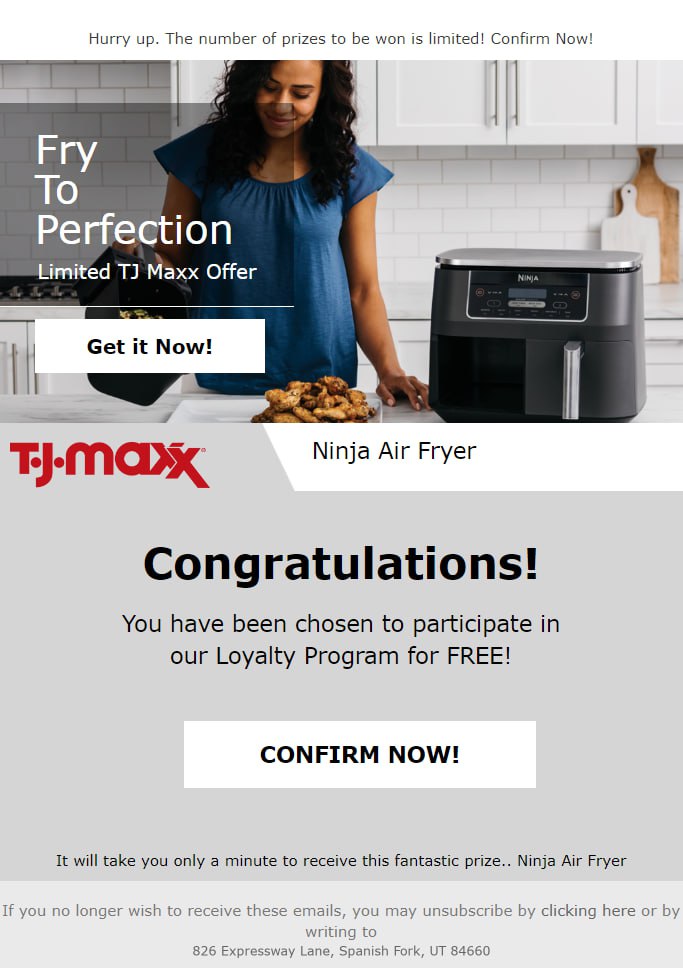 Hurry up. The number of prizes to be won is limited! Confirm Now!
Fry
To
Perfection
Limited TJ Maxx Offer
Get it Now!
NINJA
T•J•maxx
Ninja Air Fryer
Congratulations!
You have been chosen to participate in
our Loyalty Program for FREE!
CONFIRM NOW!
It will take you only a minute to receive this fantastic prize.. Ninja Air Fryer
If you no longer wish to receive these emails, you may unsubscribe by clicking here or by
writing to
826 Expressway Lane, Spanish Fork, UT 84660